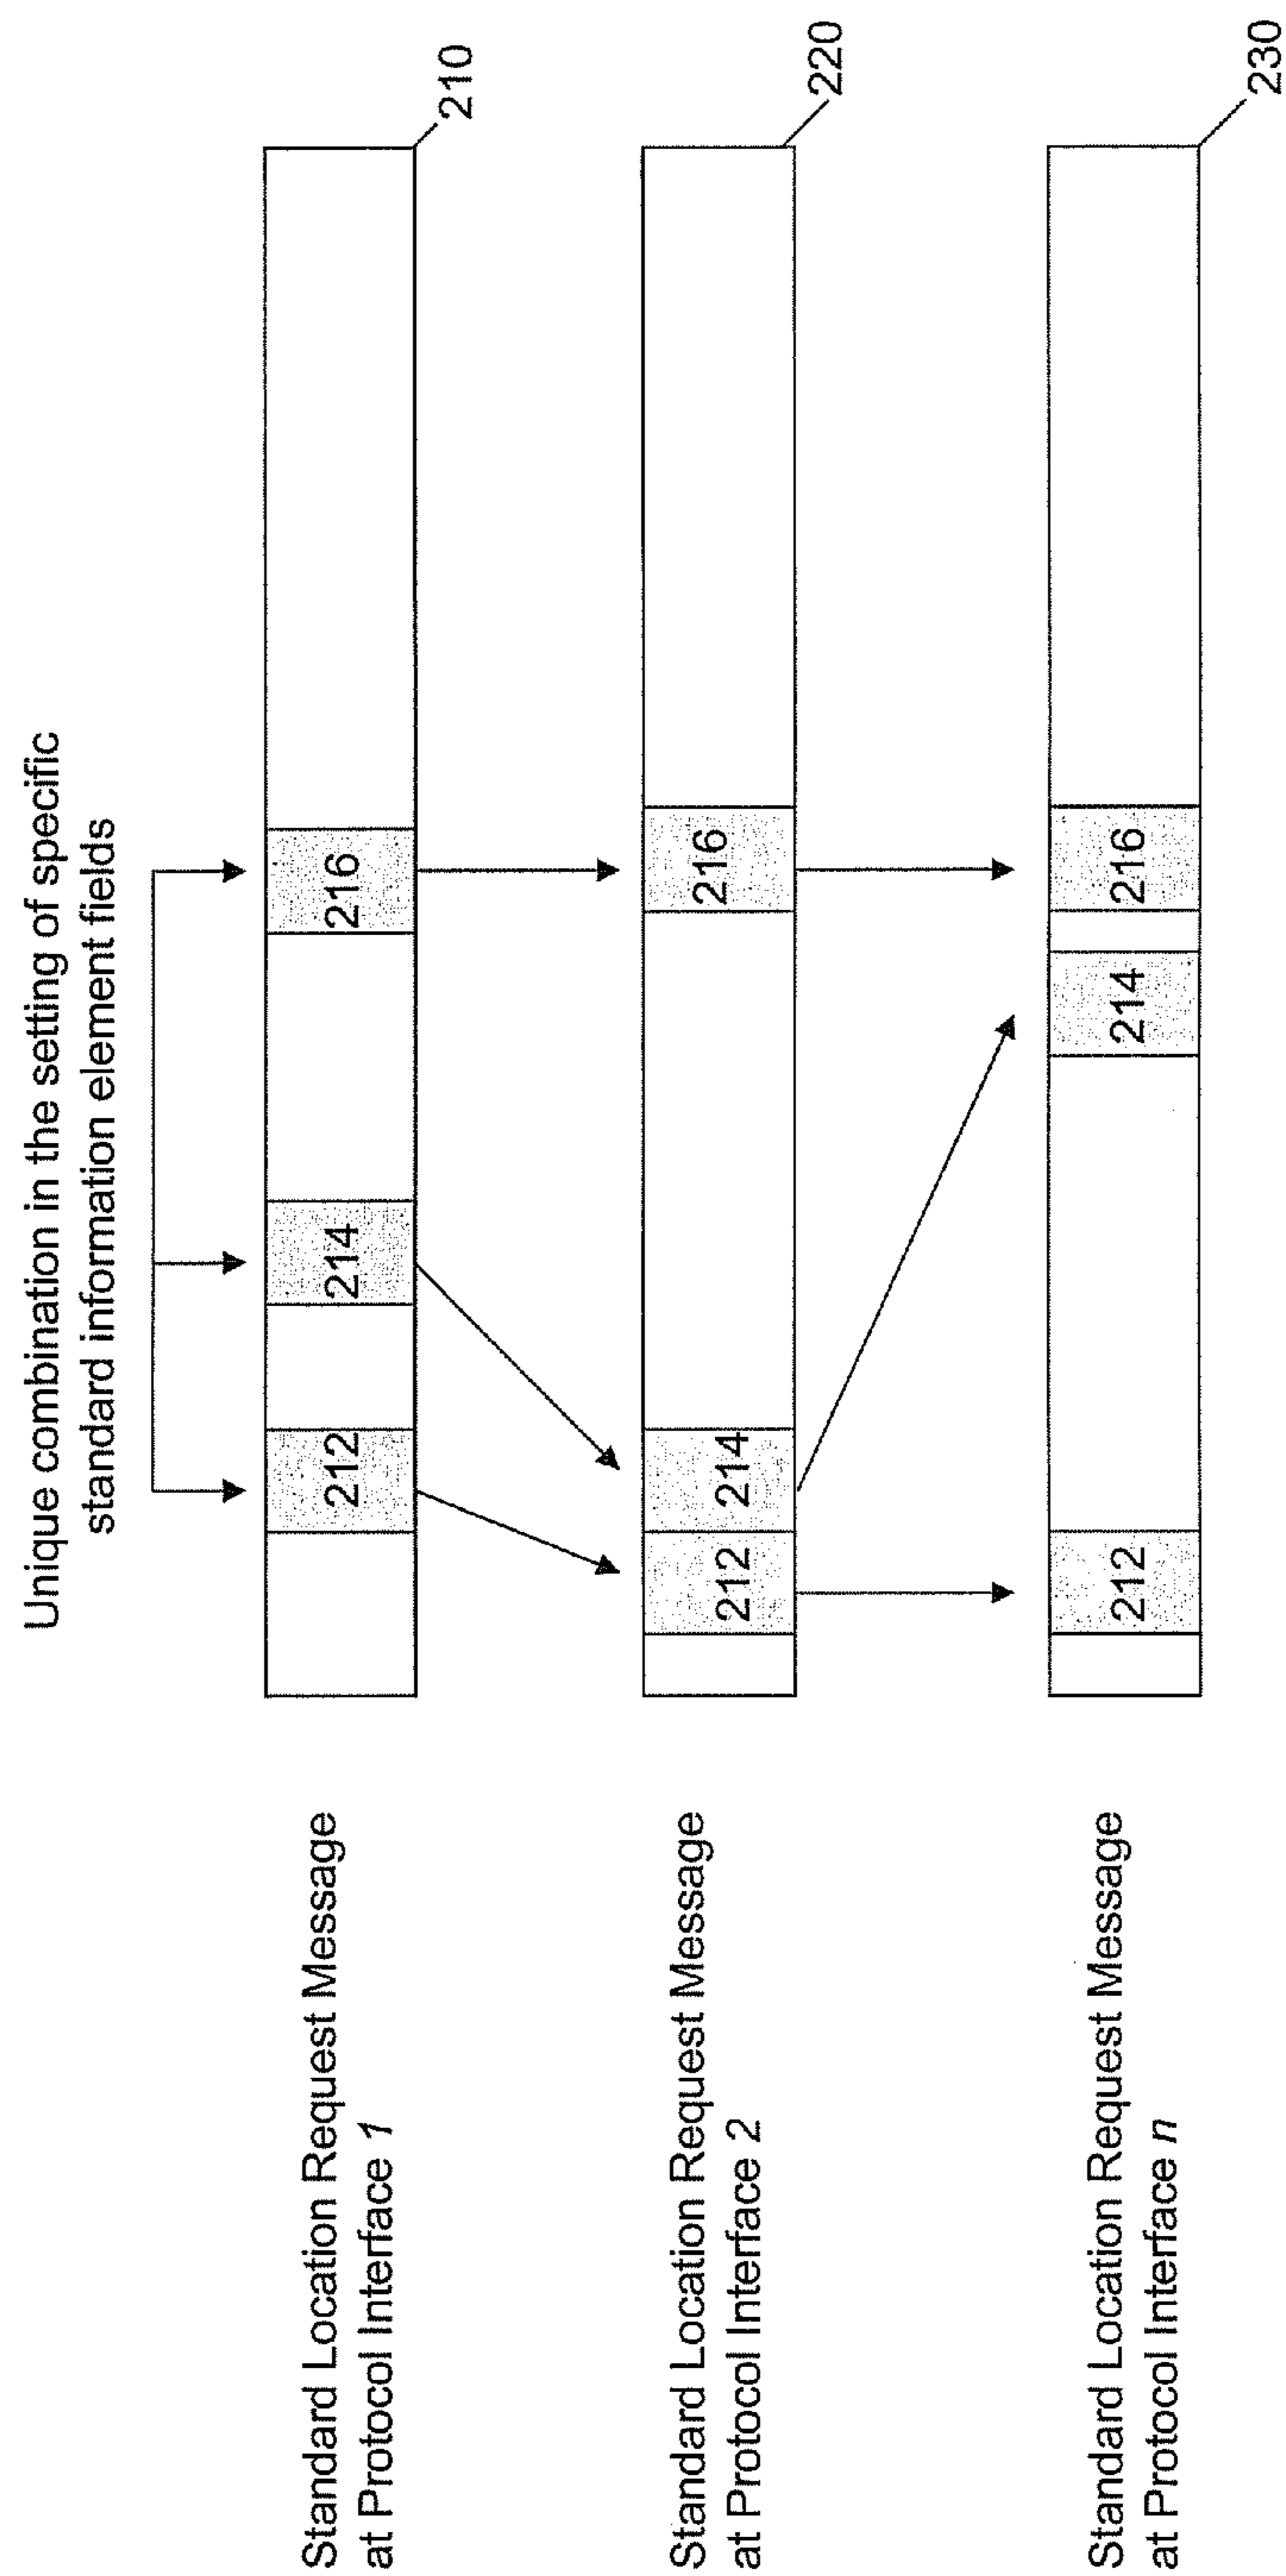 Unique combination in the setting of specific
standard information element fields
Standard Location Request Message
at Protocol Interface 1
212
214
216
210
Standard Location Request Message
at Protocol Interface 2
212
214
216
220
Standard Location Request Message
at Protocol Interface n
212
214
216
230